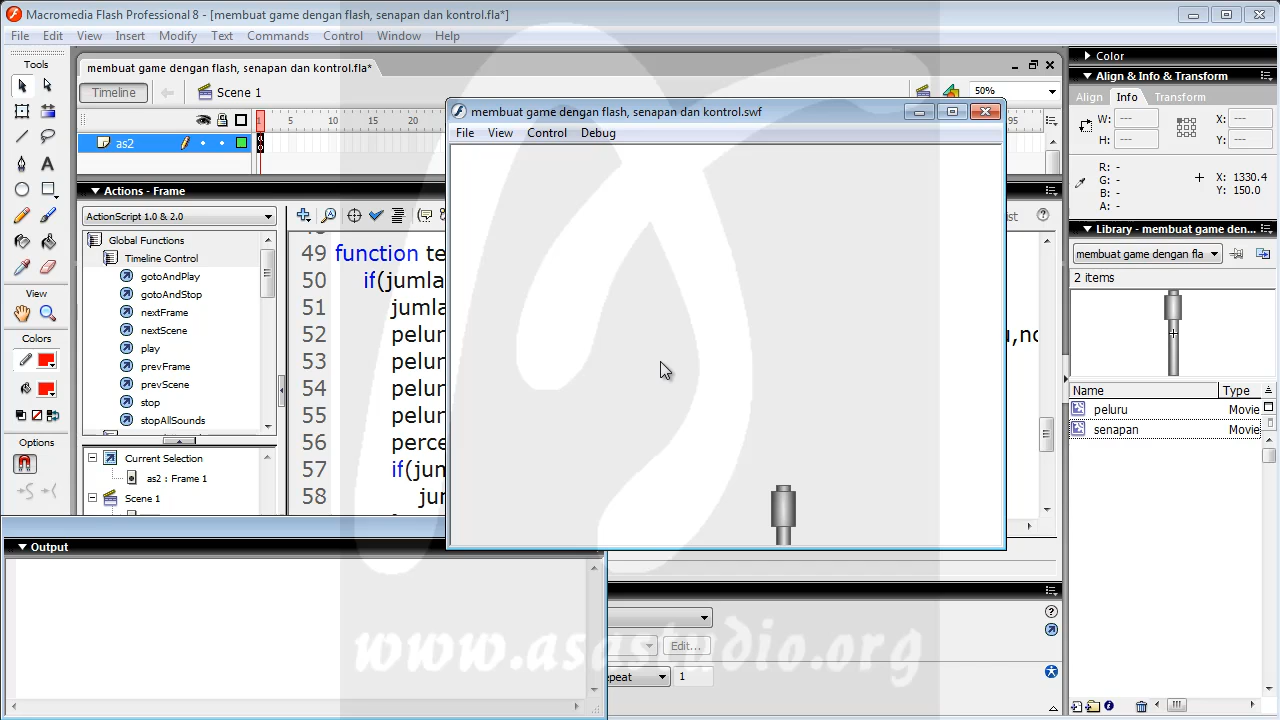 Macromedia Flash Professional 8 - [membuat game dengan flash, senapan dan kontrol.fla*]
File Edit View Insert Modify Text Commands Control Window Help
Tools
View
Colors
Options
membuat game dengan flash, senapan dan kontrol.fla*
Timeline
Scene 1
50%
1 5 10 15 20
95
as2
Actions - Frame
ActionScript 1.0 & 2.0
Global Functions
Timeline Control
gotoAndPlay
gotoAndStop
nextFrame
nextScene
play
prevFrame
prevScene
stop
stopAllSounds
Current Selection
as2 : Frame 1
Scene 1
49 function te
50 if(jumla
51 jumla
52 pelur
53 pelur
54 pelur
55 pelur
56 perce
57 if(jun
58 jur
membuat game dengan flash, senapan dan kontrol.swf
File View Control Debug
Output
Edit...
1
www.asastudio.org
Color
Align & Info & Transform
Align Info Transform
W: --- X: ---
H: --- Y: ---
R: -
G: -
B: -
A: -
X: 1330.4
Y: 150.0
Library - membuat game den...
membuat game dengan fla
2 items
Name Type
peluru Movie
senapan Movie